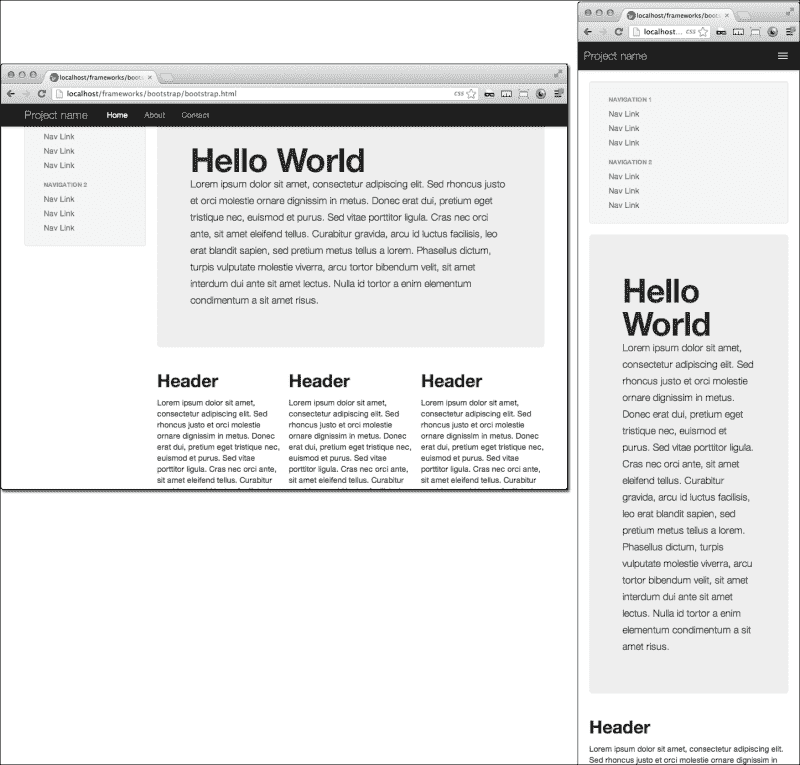 localhost/frameworks/boots
localhost/frameworks/bootstrap/bootstrap.html
CSS
Project name
Home
About
Contact
Nav Link
Nav Link
Nav Link
NAVIGATION 2
Nav Link
Nav Link
Nav Link
Hello World
Lorem ipsum dolor sit amet, consectetur adipiscing elit. Sed rhoncus justo
et orci molestie ornare dignissim in metus. Donec erat dui, pretium eget
tristique nec, euismod et purus. Sed vitae porttitor ligula. Cras nec orci
ante, sit amet eleifend tellus. Curabitur gravida, arcu id luctus facilisis, leo
erat blandit sapien, sed pretium metus tellus a lorem. Phasellus dictum,
turpis vulputate molestie viverra, arcu tortor bibendum velit, sit amet
interdum dui ante sit amet lectus. Nulla id tortor a enim elementum
condimentum a sit amet risus.
Header
Lorem ipsum dolor sit amet,
consectetur adipiscing elit. Sed
rhoncus justo et orci molestie
ornare dignissim in metus. Donec
erat dui, pretium eget tristique nec,
euismod et purus. Sed vitae
porttitor ligula. Cras nec orci ante,
sit amet eleifend tellus. Curabitur
Header
Lorem ipsum dolor sit amet,
consectetur adipiscing elit. Sed
rhoncus justo et orci molestie
ornare dignissim in metus. Donec
erat dui, pretium eget tristique nec,
euismod et purus. Sed vitae
porttitor ligula. Cras nec orci ante,
sit amet eleifend tellus. Curabitur
Header
Lorem ipsum dolor sit amet,
consectetur adipiscing elit. Sed
rhoncus justo et orci molestie
ornare dignissim in metus. Donec
erat dui, pretium eget tristique nec,
euismod et purus. Sed vitae
porttitor ligula. Cras nec orci ante,
sit amet eleifend tellus. Curabitur
localhost/frameworks/boots
localhost...
CSS
Project name
NAVIGATION 1
Nav Link
Nav Link
Nav Link
NAVIGATION 2
Nav Link
Nav Link
Nav Link
Hello
World
Lorem ipsum dolor sit amet,
consectetur adipiscing elit. Sed
rhoncus justo et orci molestie
ornare dignissim in metus.
Donec erat dui, pretium eget
tristique nec, euismod et
purus. Sed vitae porttitor ligula.
Cras nec orci ante, sit amet
eleifend tellus. Curabitur
gravida, arcu id luctus facilisis,
leo erat blandit sapien, sed
pretium metus tellus a lorem.
Phasellus dictum, turpis
vulputate molestie viverra, arcu
tortor bibendum velit, sit amet
interdum dui ante sit amet
lectus. Nulla id tortor a enim
elementum condimentum a sit
amet risus.
Header
Lorem ipsum dolor sit amet, consectetur adipiscing
elit. Sed rhoncus justo et orci molestie dignissim in